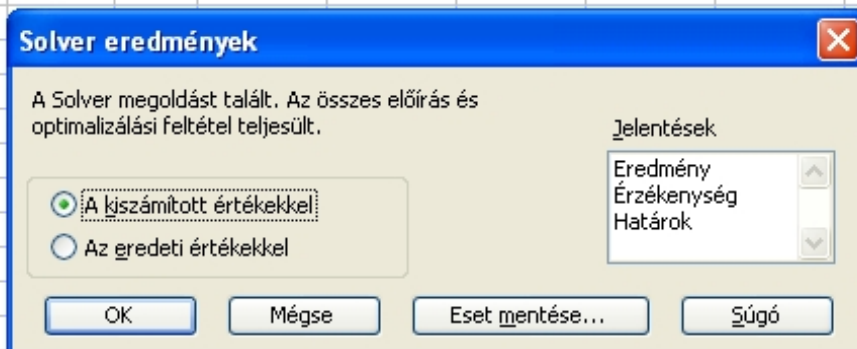 Solver eredmények
A Solver megoldást talált. Az összes előírás és
optimalizálási feltétel teljesült.
Jelentések
Eredmény
Érzékenység
Határok
A kiszámított értékekkel
Az eredeti értékekkel
OK
Mégse
Eset mentése...
Súgó